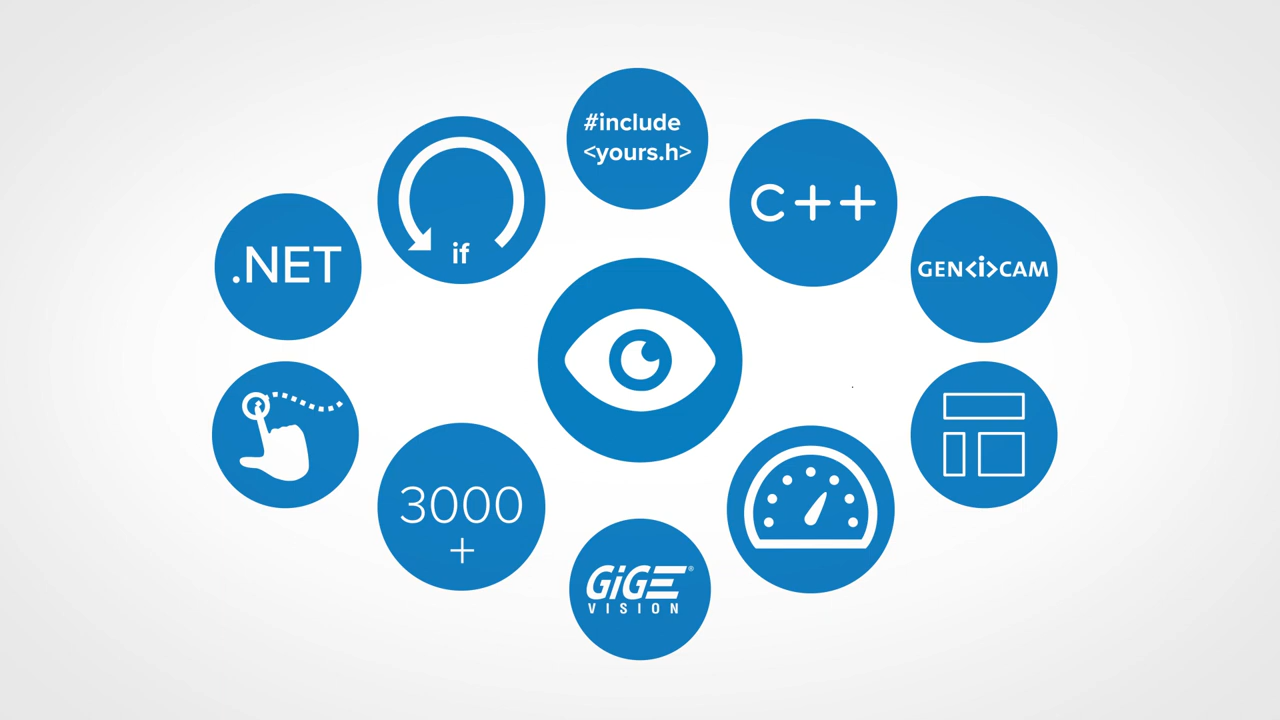 #include
<yours.h>
if
C++
.NET
GEN<i>CAM
3000
+
GiGE®
VISION